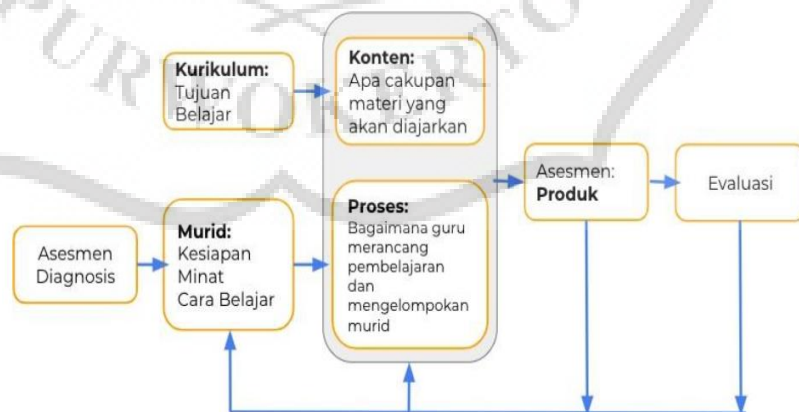 PURWOKERTO
Kurikulum:
Tujuan
Belajar
Konten:
Apa cakupan
materi yang
akan diajarkan
Asesmen
Diagnosis
Murid:
Kesiapan
Minat
Cara Belajar
Proses:
Bagaimana guru
merancang
pembelajaran
dan
mengelompokan
murid
Asesmen:
Produk
Evaluasi